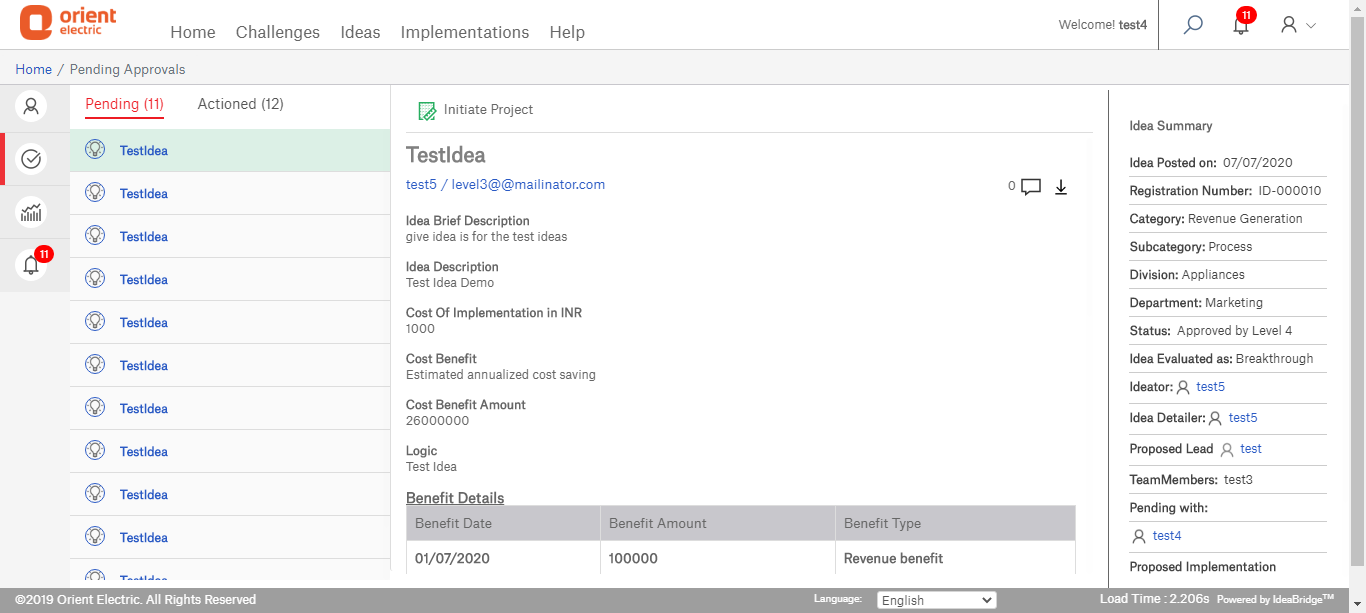 orient
electric
Home Challenges Ideas Implementations Help
Welcome! test4
11
Home / Pending Approvals
Pending (11) Actioned (12)
11
TestIdea
TestIdea
TestIdea
TestIdea
TestIdea
TestIdea
TestIdea
TestIdea
TestIdea
TestIdea
TestIdea
Initiate Project
TestIdea
test5 / level3@@mailinator.com
0
Idea Brief Description
give idea is for the test ideas
Idea Description
Test Idea Demo
Cost Of Implementation in INR
1000
Cost Benefit
Estimated annualized cost saving
Cost Benefit Amount
26000000
Logic
Test Idea
Benefit Details
Benefit Date Benefit Amount Benefit Type
01/07/2020 100000 Revenue benefit
Idea Summary
Idea Posted on: 07/07/2020
Registration Number: ID-000010
Category: Revenue Generation
Subcategory: Process
Division: Appliances
Department: Marketing
Status: Approved by Level 4
Idea Evaluated as: Breakthrough
Ideator: test5
Idea Detailer: test5
Proposed Lead test
TeamMembers: test3
Pending with:
test4
Proposed Implementation
©2019 Orient Electric. All Rights Reserved
Language: English
Load Time : 2.206s Powered by IdeaBridge™